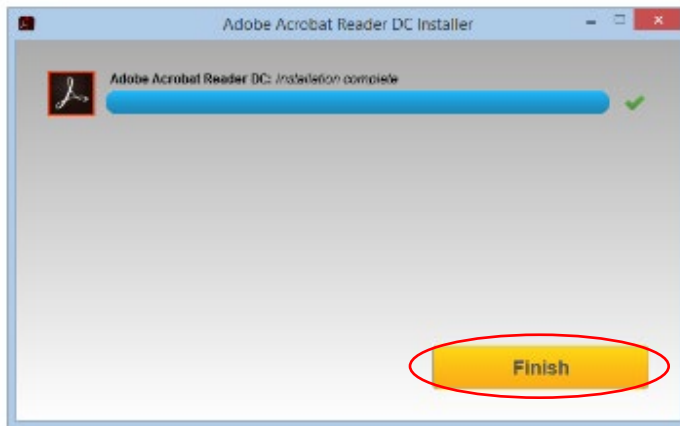 Adobe Acrobat Reader DC Installer
Adobe Acrobat Reader DC: Installation complete
Finish